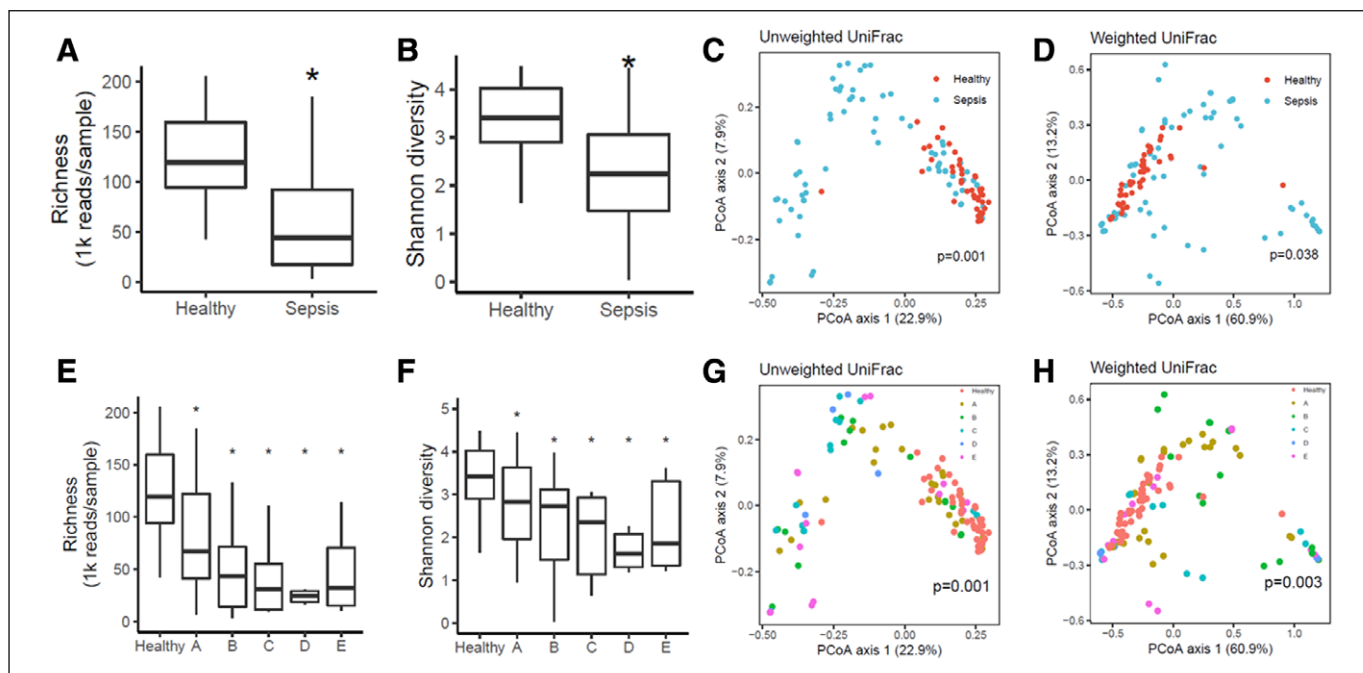 A
Richness
(1k reads/sample)
200
150
100
50
0
*
Healthy Sepsis
B
Shannon diversity
4
3
2
1
0
*
Healthy Sepsis
C
Unweighted UniFrac
PCoA axis 2 (7.9%)
0.2
0.0
−0.2
Healthy
Sepsis
p=0.001
−0.50 −0.25 0.00 0.25
PCoA axis 1 (22.9%)
D
Weighted UniFrac
PCoA axis 2 (13.2%)
0.6
0.3
0.0
−0.3
−0.6
Healthy
Sepsis
p=0.038
−0.5 0.0 0.5 1.0
PCoA axis 1 (60.9%)
E
Richness
(1k reads/sample)
200
150
100
50
0
* * * * *
Healthy A B C D E
F
Shannon diversity
5
4
3
2
1
0
* * * * *
Healthy A B C D E
G
Unweighted UniFrac
PCoA axis 2 (7.9%)
0.2
0.0
−0.2
Healthy
A
B
C
D
E
p=0.001
−0.50 −0.25 0.00 0.25
PCoA axis 1 (22.9%)
H
Weighted UniFrac
PCoA axis 2 (13.2%)
0.6
0.3
0.0
−0.3
−0.6
Healthy
A
B
C
D
E
p=0.003
−0.5 0.0 0.5 1.0
PCoA axis 1 (60.9%)